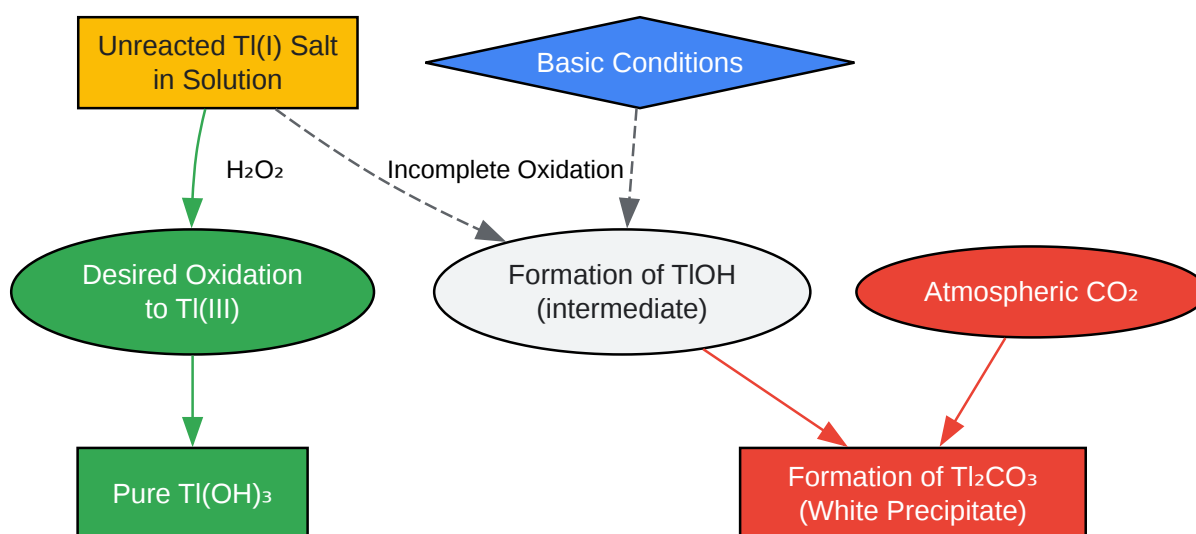 Unreacted Tl(I) Salt
in Solution
Basic Conditions
H₂O₂
Incomplete Oxidation
Desired Oxidation
to Tl(III)
Formation of TlOH
(intermediate)
Atmospheric CO₂
Pure Tl(OH)₃
Formation of Tl₂CO₃
(White Precipitate)